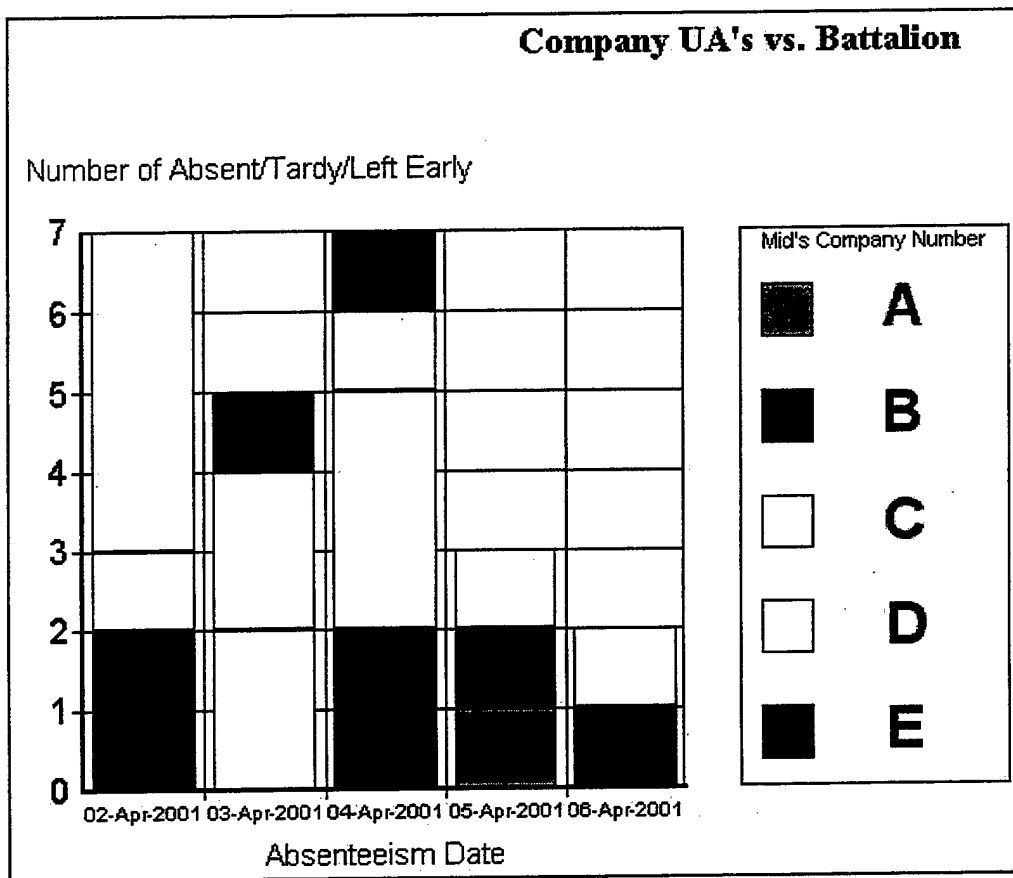 Company UA's vs. Battalion
Number of Absent/Tardy/Left Early
7
6
5
4
3
2
1
0
02-Apr-2001 03-Apr-2001 04-Apr-2001 05-Apr-2001 06-Apr-2001
Absenteeism Date
Mid's Company Number
A
B
C
D
E